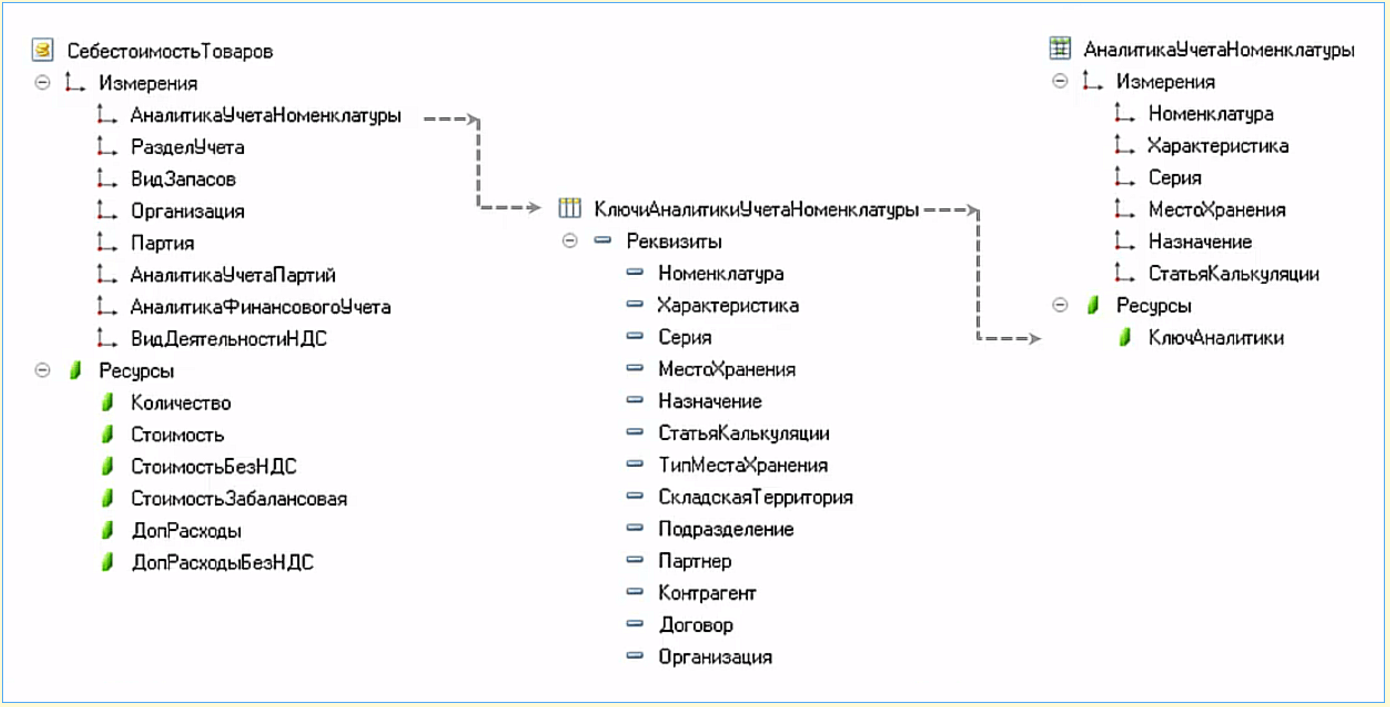 СебестоимостьТоваров
Измерения
АналитикаУчетаНоменклатуры
РазделУчета
ВидЗапасов
Организация
Партия
АналитикаУчетаПартий
АналитикаФинансовогоУчета
ВидДеятельностиНДС
Ресурсы
Количество
Стоимость
СтоимостьБезНДС
СтоимостьЗабалансовая
ДопРасходы
ДопРасходыБезНДС
КлючиАналитикиУчетаНоменклатуры
Реквизиты
Номенклатура
Характеристика
Серия
МестоХранения
Назначение
СтатьяКалькуляции
ТипМестаХранения
СкладскаяТерритория
Подразделение
Партнер
Контрагент
Договор
Организация
АналитикаУчетаНоменклатуры
Измерения
Номенклатура
Характеристика
Серия
МестоХранения
Назначение
СтатьяКалькуляции
Ресурсы
КлючАналитики